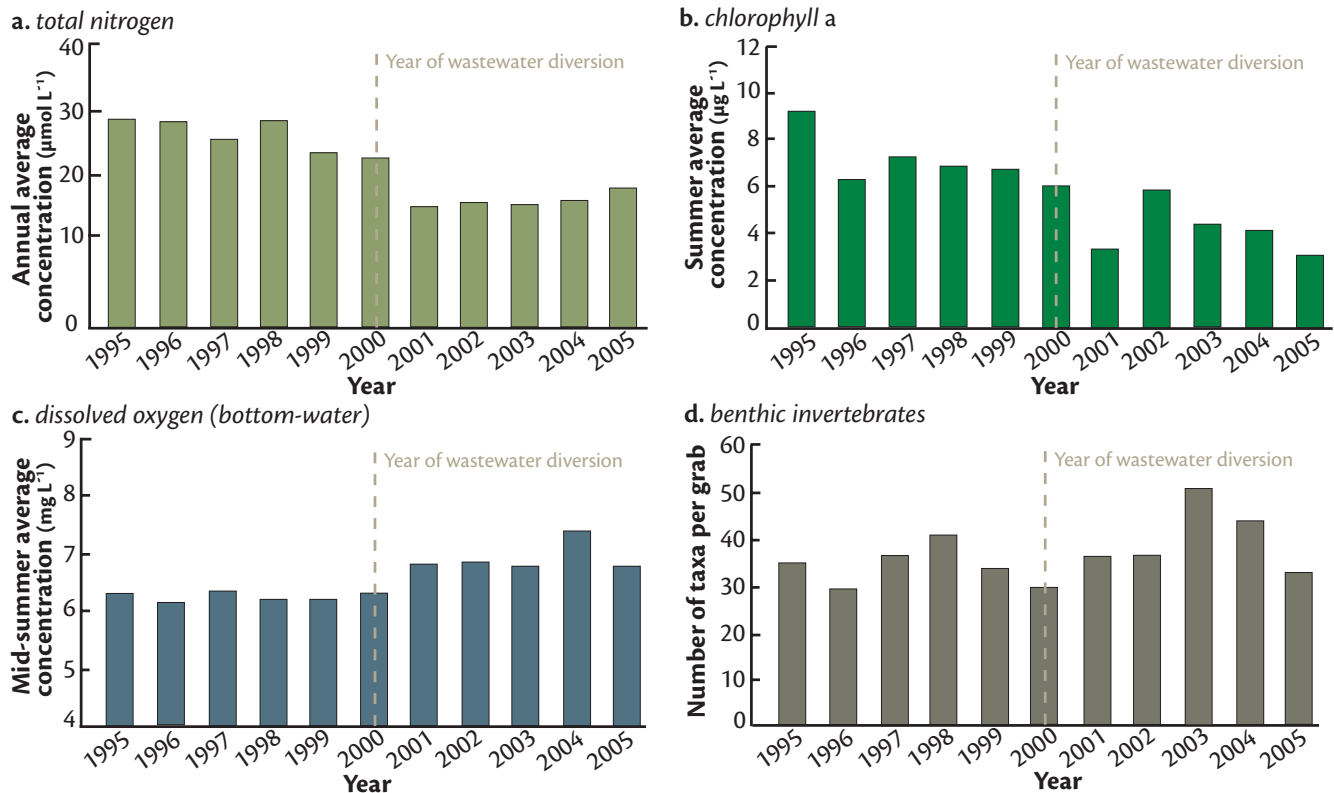 a. total nitrogen
Annual average
concentration (µmol L⁻¹)
40
30
20
10
0
Year of wastewater diversion
1995 1996 1997 1998 1999 2000 2001 2002 2003 2004 2005
Year
b. chlorophyll a
Summer average
concentration (µg L⁻¹)
12
10
8
6
4
2
0
Year of wastewater diversion
1995 1996 1997 1998 1999 2000 2001 2002 2003 2004 2005
Year
c. dissolved oxygen (bottom-water)
Mid-summer average
concentration (mg L⁻¹)
9
8
7
6
5
4
Year of wastewater diversion
1995 1996 1997 1998 1999 2000 2001 2002 2003 2004 2005
Year
d. benthic invertebrates
Number of taxa per grab
60
50
40
30
20
10
0
Year of wastewater diversion
1995 1996 1997 1998 1999 2000 2001 2002 2003 2004 2005
Year